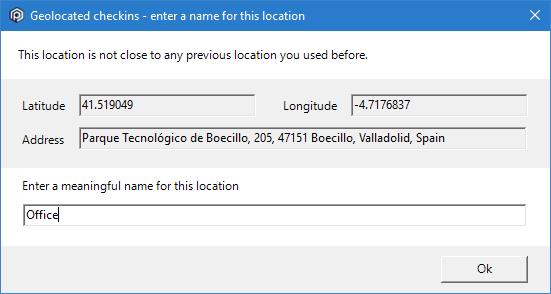 Geolocated checkins - enter a name for this location
This location is not close to any previous location you used before.
Latitude 41.519049 Longitude -4.7176837
Address Parque Tecnológico de Boecillo, 205, 47151 Boecillo, Valladolid, Spain
Enter a meaningful name for this location
Office
Ok